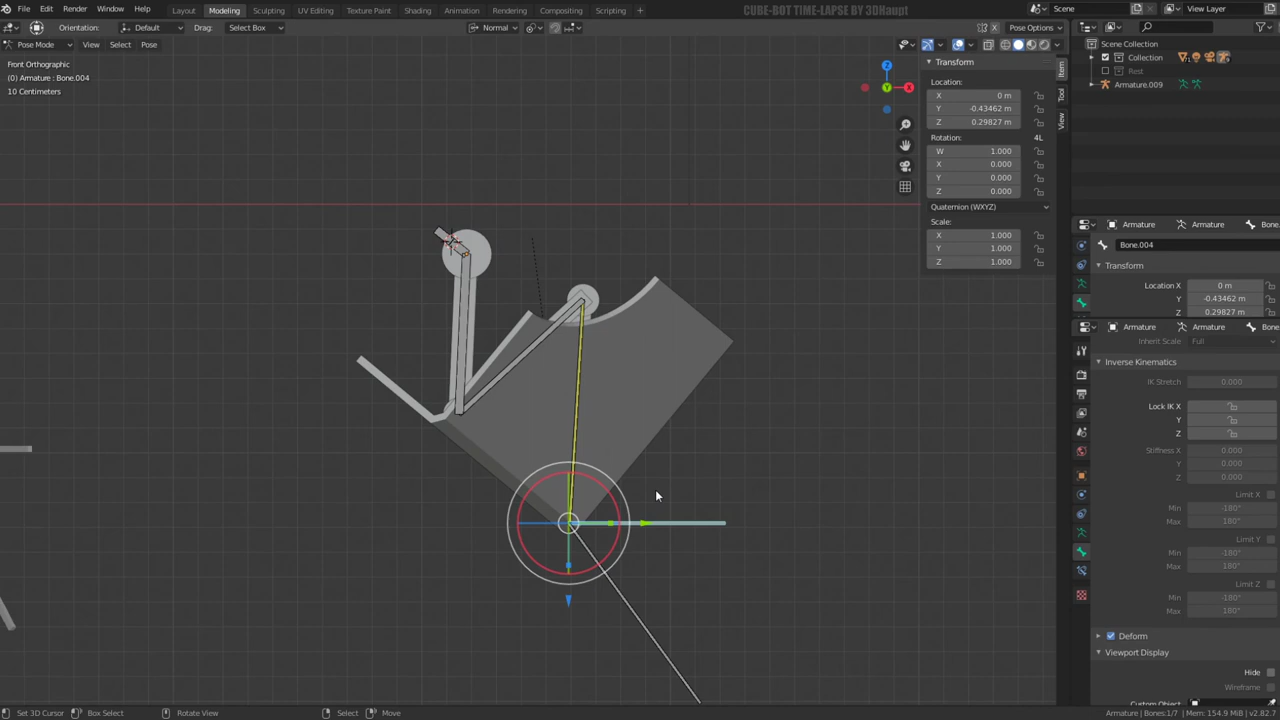 File Edit Render Window Help Layout Modeling Sculpting UV Editing Texture Paint Shading Animation Rendering Compositing Scripting CUBE-BOT TIME-LAPSE BY 3DHaupt Scene View Layer
Orientation: Default Drag: Select Box Normal X Pose Options
Pose Mode View Select Pose
Front Orthographic
(0) Armature : Bone.004
10 Centimeters
Z
Y
X
Transform
Location:
X 0 m
Y -0.43462 m
Z 0.29827 m
Rotation: 4L
W 1.000
X 0.000
Y 0.000
Z 0.000
Quaternion (WXYZ)
Scale:
X 1.000
Y 1.000
Z 1.000
Item
Tool
View
Scene Collection
Collection
Rest
Armature.009
Armature Bone.004
Transform
Location X 0 m
Y -0.43462 m
Z 0.29827 m
Armature Armature Bone.
Inherit Scale Full
Inverse Kinematics
IK Stretch 0.000
Lock IK X
Y
Z
Stiffness X 0.000
Y 0.000
Z 0.000
Limit X
Min -180°
Max 180°
Limit Y
Min -180°
Max 180°
Limit Z
Min -180°
Max 180°
Deform
Viewport Display
Hide
Wireframe
Custom Object
Set 3D Cursor Box Select Rotate View Select Move Armature | Bones:1/7 | Mem: 154.9 MiB | v2.82.7